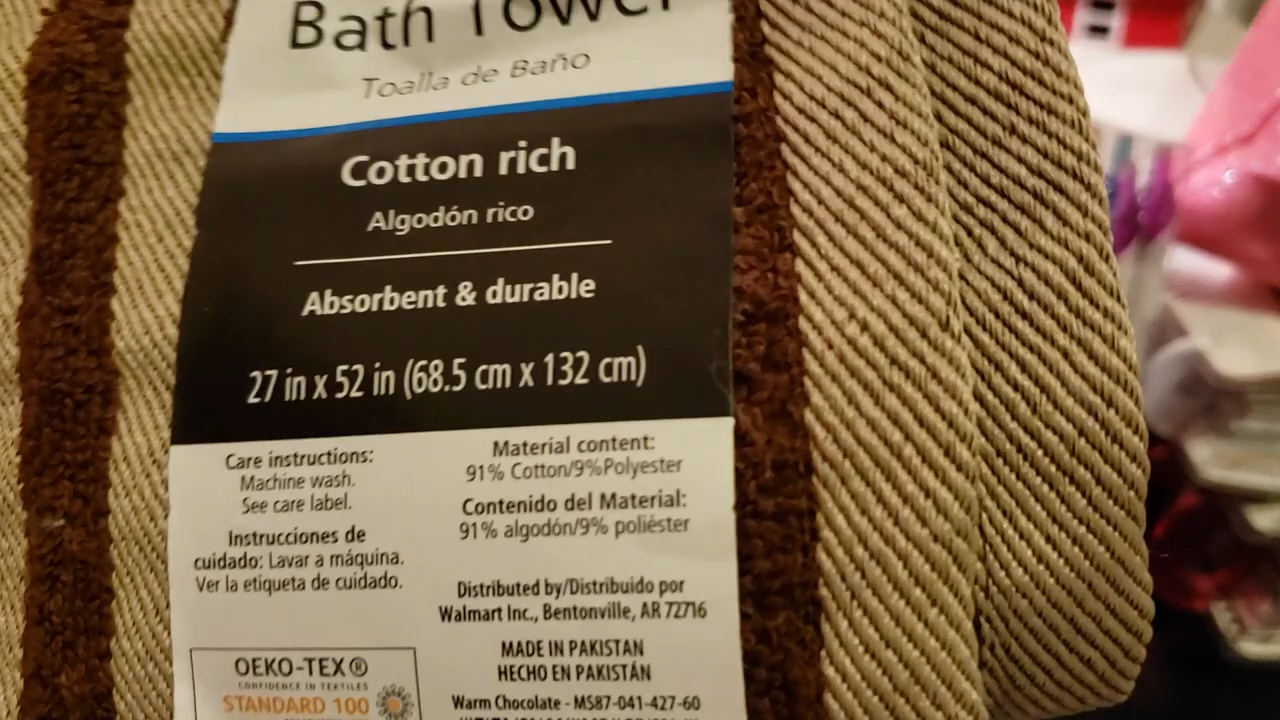 Bath Towel
Toalla de Baño
Cotton rich
Algodón rico
Absorbent & durable
27 in x 52 in (68.5 cm x 132 cm)
Care instructions:
Machine wash.
See care label.
Instrucciones de
cuidado: Lavar a máquina.
Ver la etiqueta de cuidado.
Material content:
91% Cotton/9%Polyester
Contenido del Material:
91% algodón/9% poliéster
Distributed by/Distribuido por
Walmart Inc., Bentonville, AR 72716
MADE IN PAKISTAN
HECHO EN PAKISTÁN
Warm Chocolate - MS87-041-427-60
OEKO-TEX®
CONFIDENCE IN TEXTILES
STANDARD 100